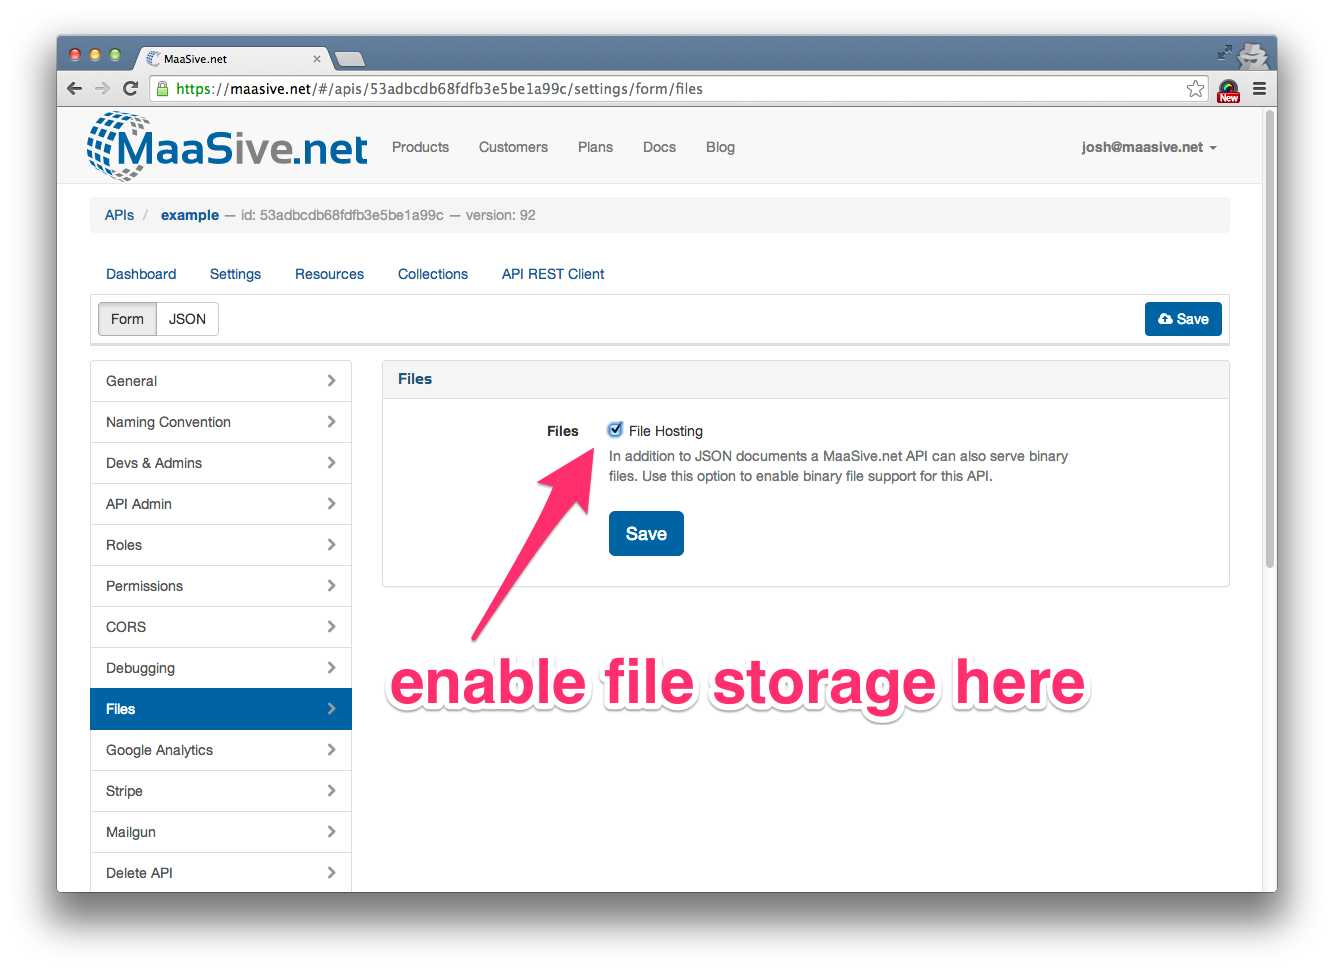 MaaSive.net
https://maasive.net/#/apis/53adbcdb68fdfb3e5be1a99c/settings/form/files
New
MaaSive.net
Products Customers Plans Docs Blog josh@maasive.net
APIs / example — id: 53adbcdb68fdfb3e5be1a99c — version: 92
Dashboard Settings Resources Collections API REST Client
Form JSON Save
General
Naming Convention
Devs & Admins
API Admin
Roles
Permissions
CORS
Debugging
Files
Google Analytics
Stripe
Mailgun
Delete API
Files
Files File Hosting
In addition to JSON documents a MaaSive.net API can also serve binary
files. Use this option to enable binary file support for this API.
Save
enable file storage here